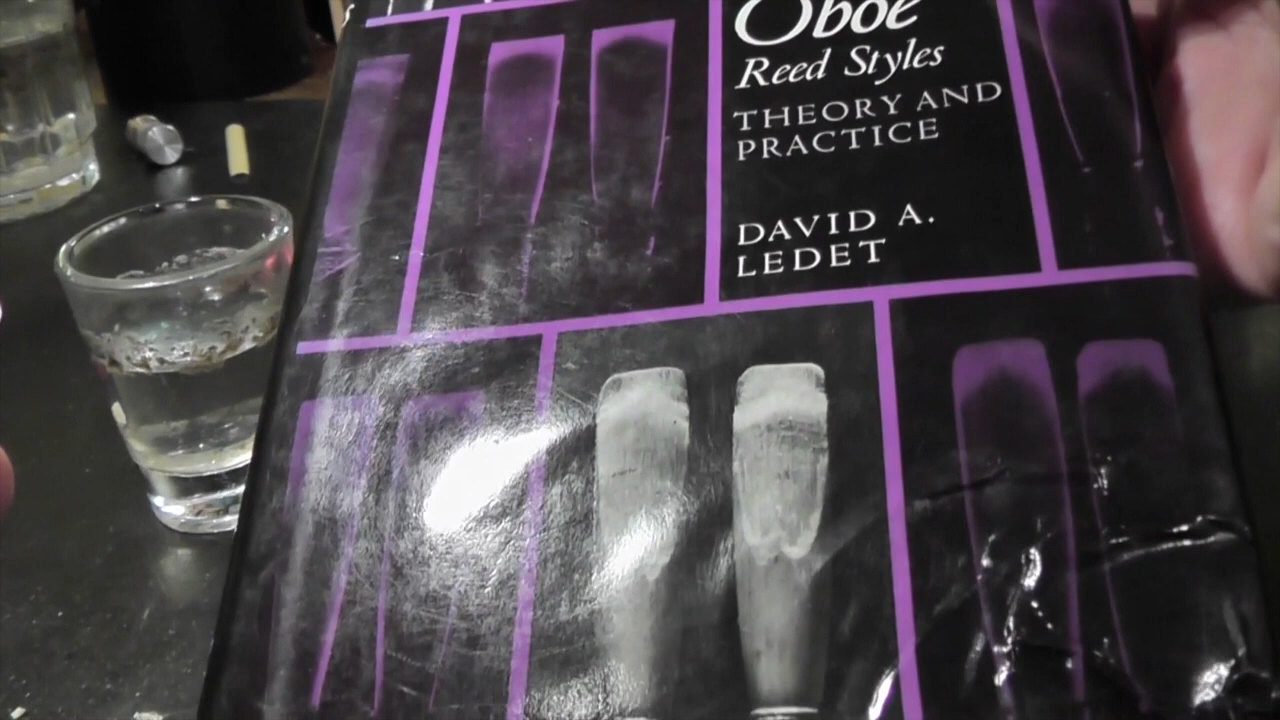 Oboe
Reed Styles
THEORY AND
PRACTICE
DAVID A.
LEDET